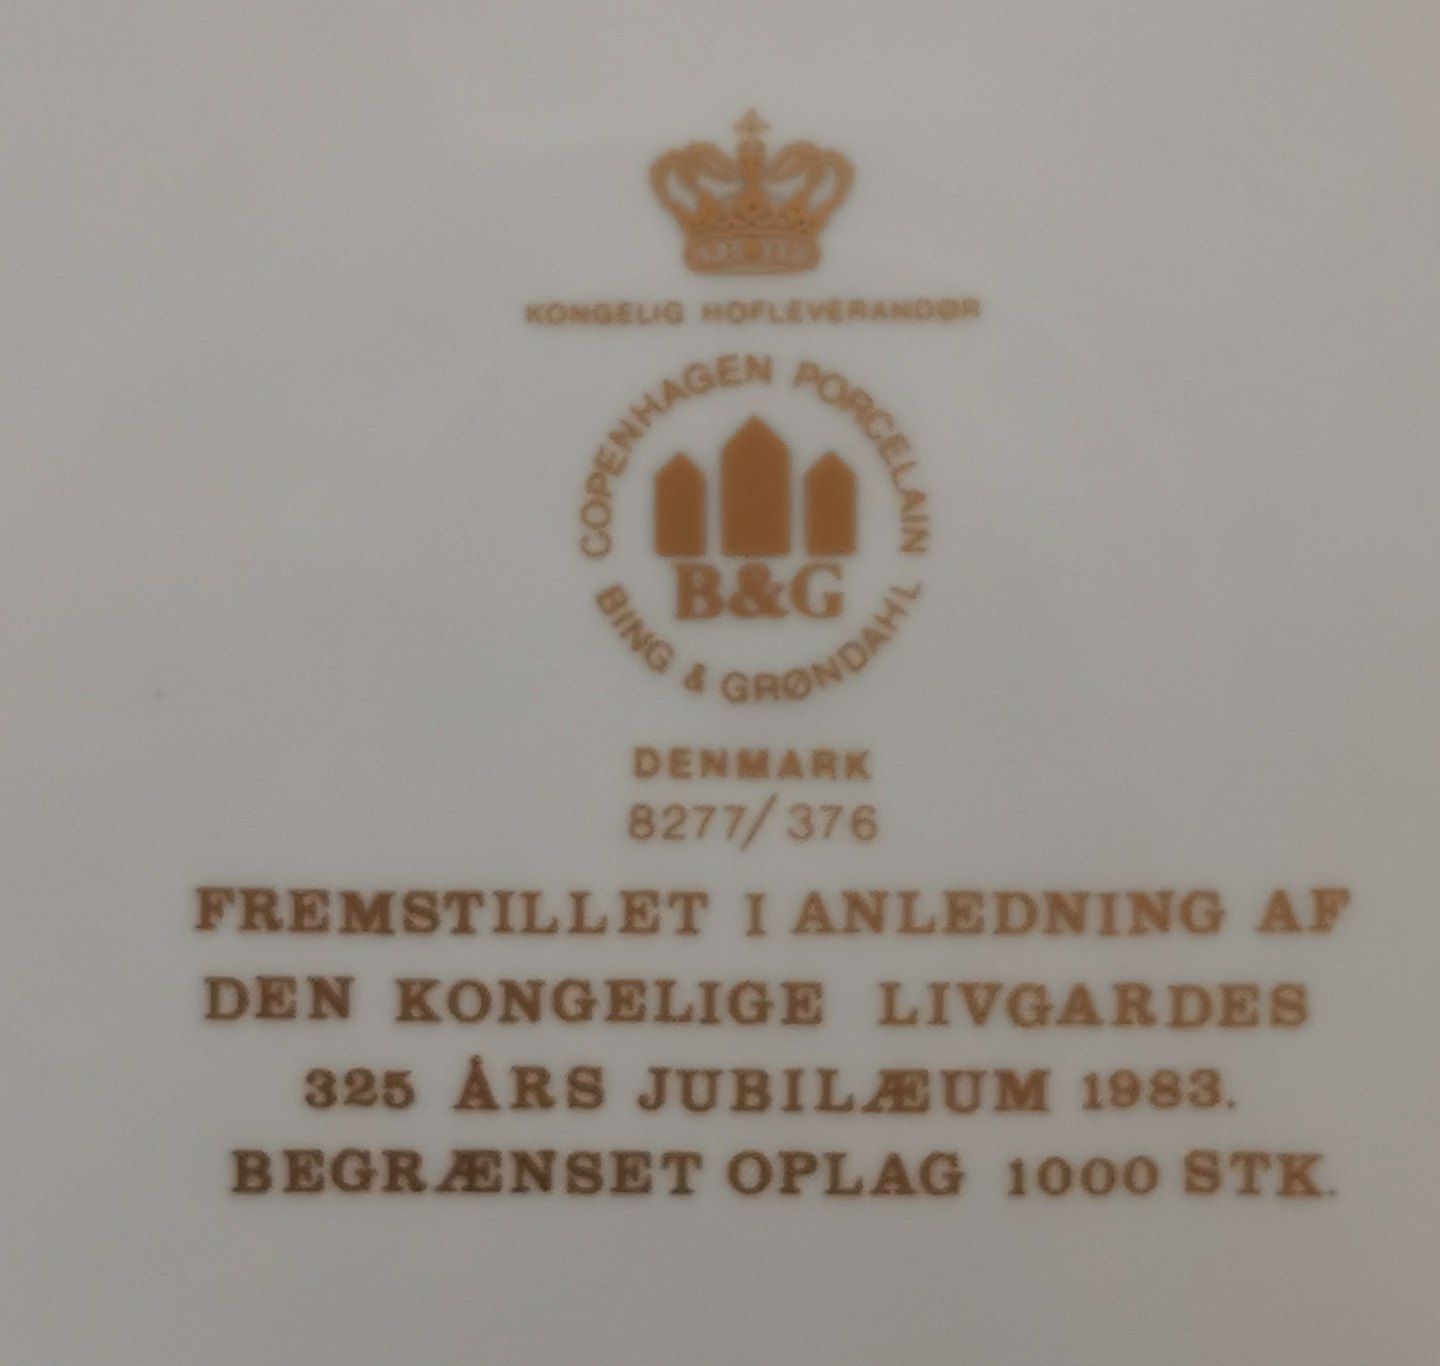 KONGELIG HOFLEVERANDØR
COPENHAGEN PORCELAIN
B&G
BING & GRØNDAHL
DENMARK
8277/376
FREMSTILLET I ANLEDNING AF
DEN KONGELIGE LIVGARDES
325 ÅRS JUBILÆUM 1983.
BEGRÆNSET OPLAG 1000 STK.